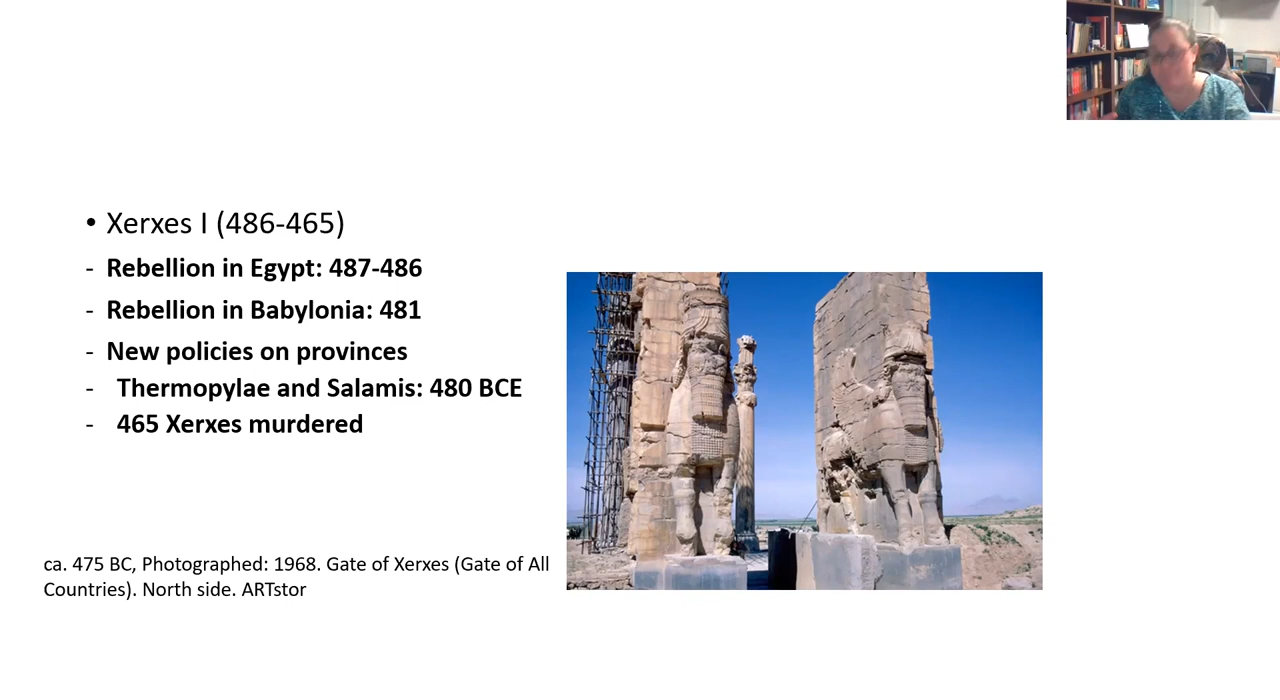 • Xerxes I (486-465)
- Rebellion in Egypt: 487-486
- Rebellion in Babylonia: 481
- New policies on provinces
- Thermopylae and Salamis: 480 BCE
- 465 Xerxes murdered
ca. 475 BC, Photographed: 1968. Gate of Xerxes (Gate of All
Countries). North side. ARTstor